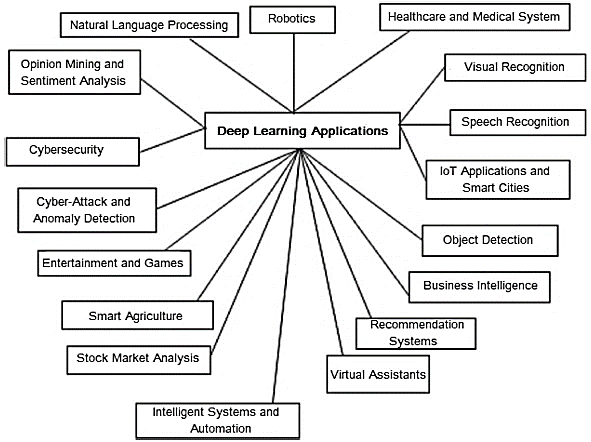 Natural Language Processing
Robotics
Healthcare and Medical System
Opinion Mining and
Sentiment Analysis
Visual Recognition
Deep Learning Applications
Speech Recognition
Cybersecurity
IoT Applications and
Smart Cities
Cyber-Attack and
Anomaly Detection
Object Detection
Entertainment and Games
Business Intelligence
Smart Agriculture
Recommendation
Systems
Stock Market Analysis
Virtual Assistants
Intelligent Systems and
Automation